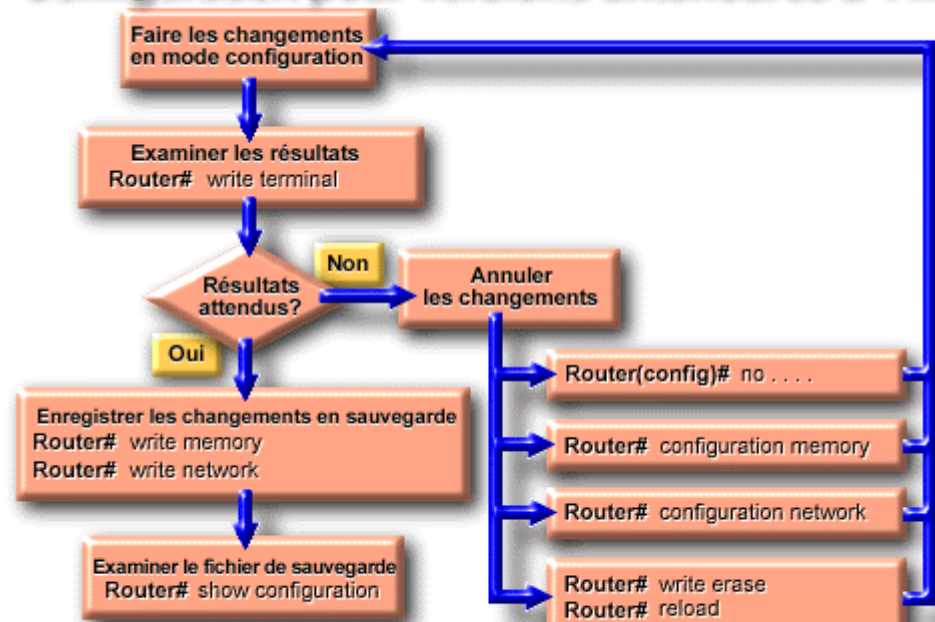 Faire les changements
en mode configuration
Examiner les résultats
Router# write terminal
Résultats
attendus?
Non
Annuler
les changements
Oui
Enregistrer les changements en sauvegarde
Router# write memory
Router# write network
Examiner le fichier de sauvegarde
Router# show configuration
Router(config)# no . . . .
Router# configuration memory
Router# configuration network
Router# write erase
Router# reload